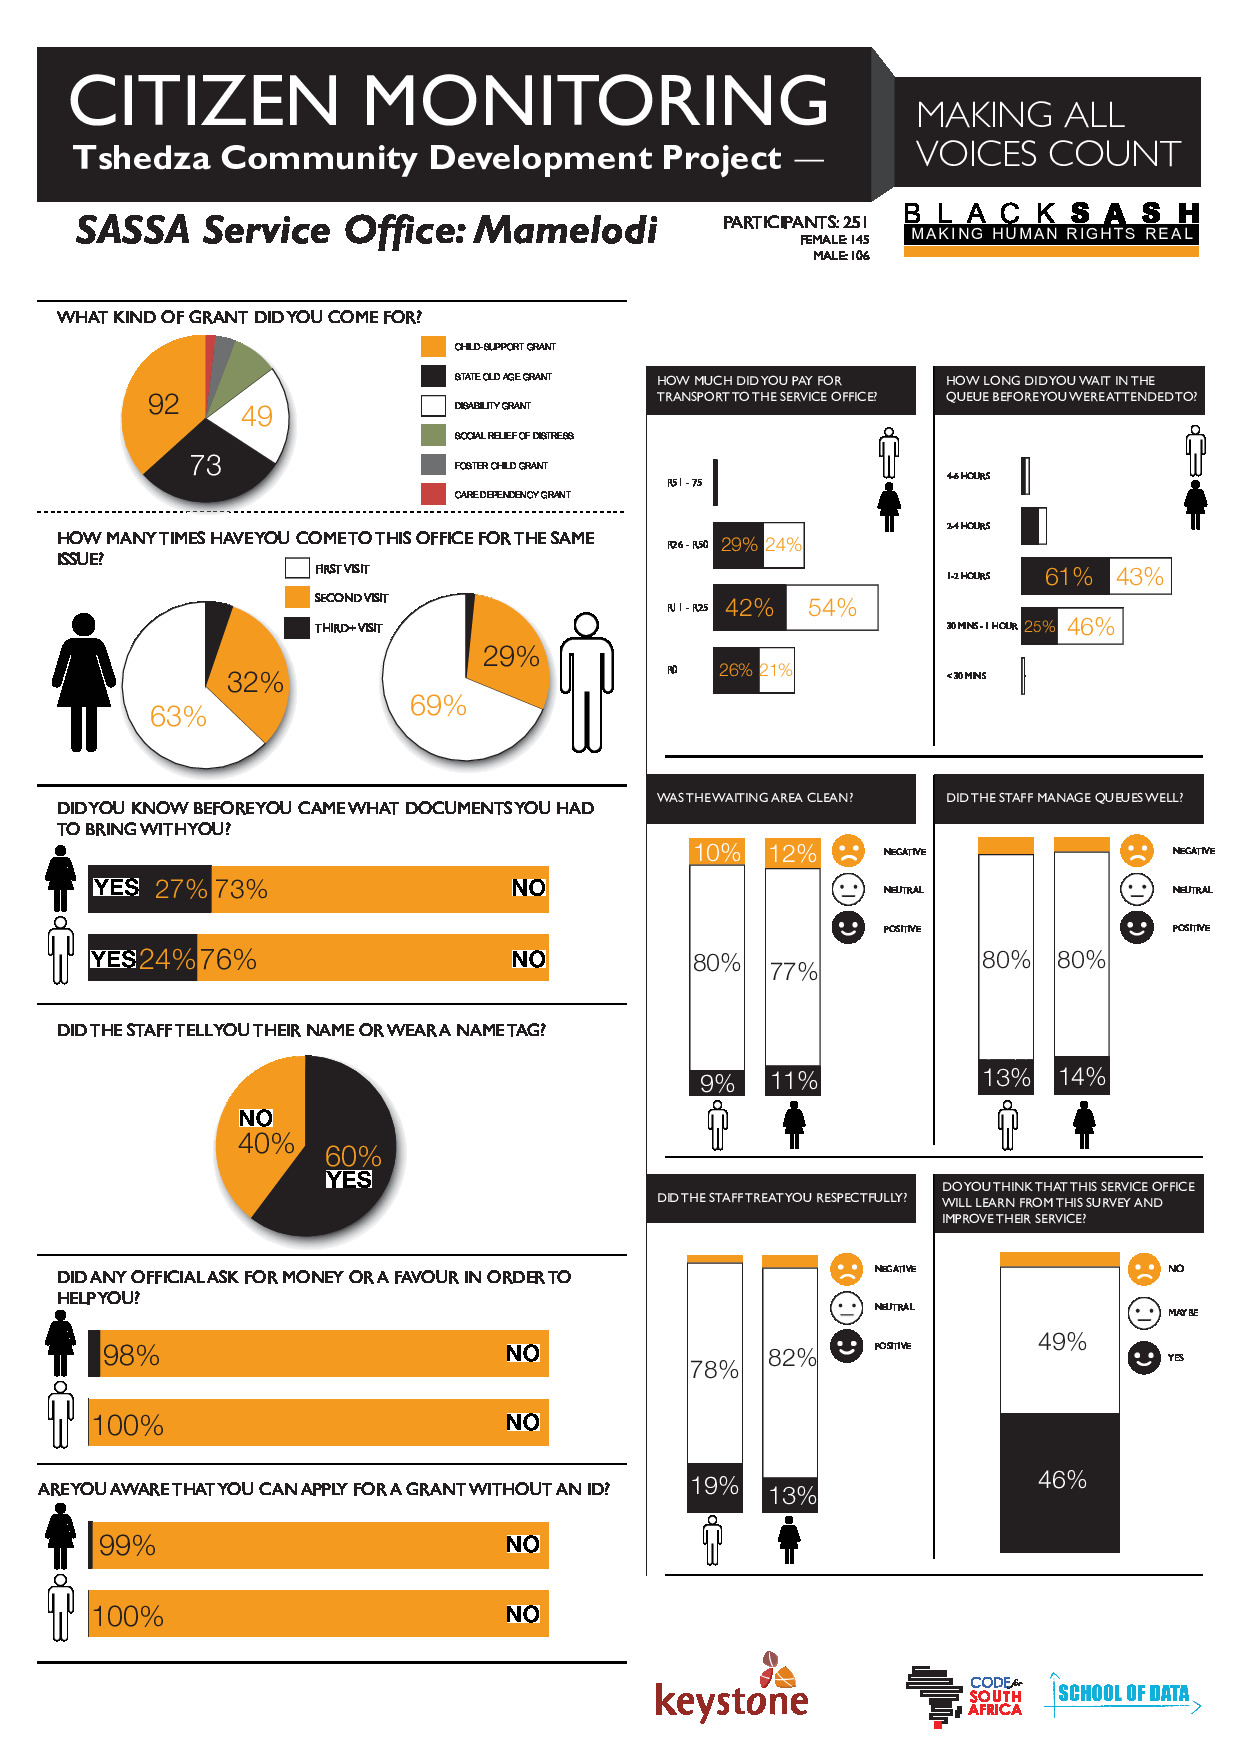 CITIZEN MONITORING
Tshedza Community Development Project —
MAKING ALL
VOICES COUNT
SASSA Service Office: Mamelodi
PARTICIPANTS: 251
FEMALE: 145
MALE: 106
BLACKSASH
MAKING HUMAN RIGHTS REAL
WHAT KIND OF GRANT DID YOU COME FOR?
92
49
73
CHILD-SUPPORT GRANT
STATE OLD AGE GRANT
DISABILITY GRANT
SOCIAL RELIEF OF DISTRESS
FOSTER CHILD GRANT
CARE DEPENDENCY GRANT
HOW MANY TIMES HAVE YOU COME TO THIS OFFICE FOR THE SAME
ISSUE?
FIRST VISIT
SECOND VISIT
THIRD+ VISIT
32%
63%
29%
69%
DID YOU KNOW BEFORE YOU CAME WHAT DOCUMENTS YOU HAD
TO BRING WITH YOU?
YES 27% 73% NO
YES 24% 76% NO
DID THE STAFF TELL YOU THEIR NAME OR WEAR A NAME TAG?
NO
40%
60%
YES
DID ANY OFFICIAL ASK FOR MONEY OR A FAVOUR IN ORDER TO
HELP YOU?
98% NO
100% NO
ARE YOU AWARE THAT YOU CAN APPLY FOR A GRANT WITHOUT AN ID?
99% NO
100% NO
HOW MUCH DID YOU PAY FOR
TRANSPORT TO THE SERVICE OFFICE?
R51 - 75
R26 - R50 29% 24%
R11 - R25 42% 54%
R0 26% 21%
HOW LONG DID YOU WAIT IN THE
QUEUE BEFORE YOU WERE ATTENDED TO?
4-6 HOURS
2-4 HOURS
1-2 HOURS 61% 43%
30 MINS - 1 HOUR 25% 46%
< 30 MINS
WAS THE WAITING AREA CLEAN?
10% 12%
80% 77%
9% 11%
NEGATIVE
NEUTRAL
POSITIVE
DID THE STAFF MANAGE QUEUES WELL?
80% 80%
13% 14%
NEGATIVE
NEUTRAL
POSITIVE
DID THE STAFF TREAT YOU RESPECTFULLY?
78% 82%
19% 13%
NEGATIVE
NEUTRAL
POSITIVE
DO YOU THINK THAT THIS SERVICE OFFICE
WILL LEARN FROM THIS SURVEY AND
IMPROVE THEIR SERVICE?
49%
46%
NO
MAYBE
YES
keystone
CODE for
SOUTH
AFRICA
SCHOOL OF DATA